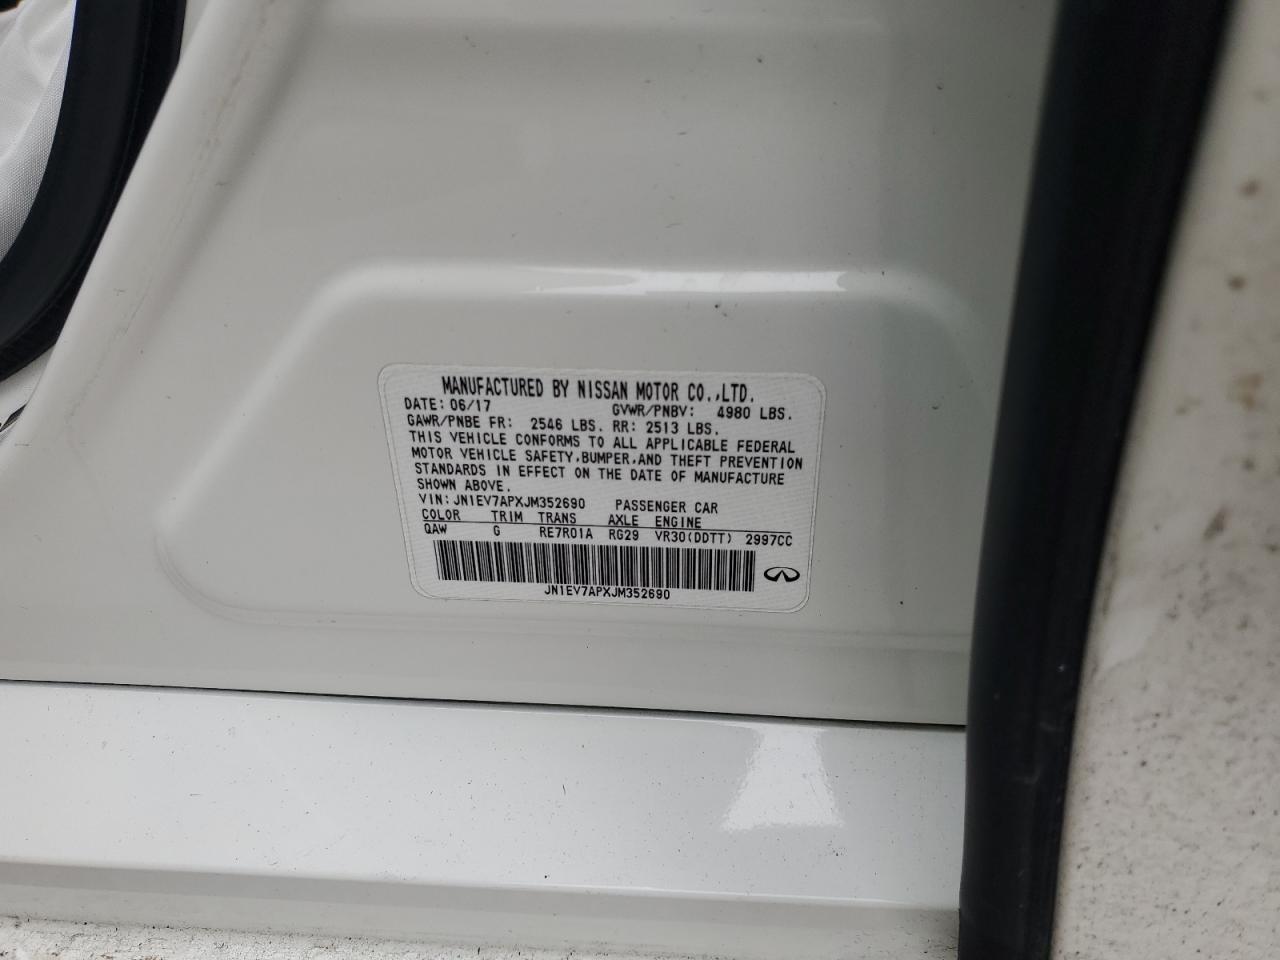 MANUFACTURED BY NISSAN MOTOR CO.,LTD.
DATE: 06/17 GVWR/PNBV: 4980 LBS.
GAWR/PNBE FR: 2546 LBS. RR: 2513 LBS.
THIS VEHICLE CONFORMS TO ALL APPLICABLE FEDERAL
MOTOR VEHICLE SAFETY,BUMPER,AND THEFT PREVENTION
STANDARDS IN EFFECT ON THE DATE OF MANUFACTURE
SHOWN ABOVE.
VIN: JN1EV7APXJM352690 PASSENGER CAR
COLOR TRIM TRANS AXLE ENGINE
QAW G RE7R01A RG29 VR30(DDTT) 2997CC
JN1EV7APXJM352690